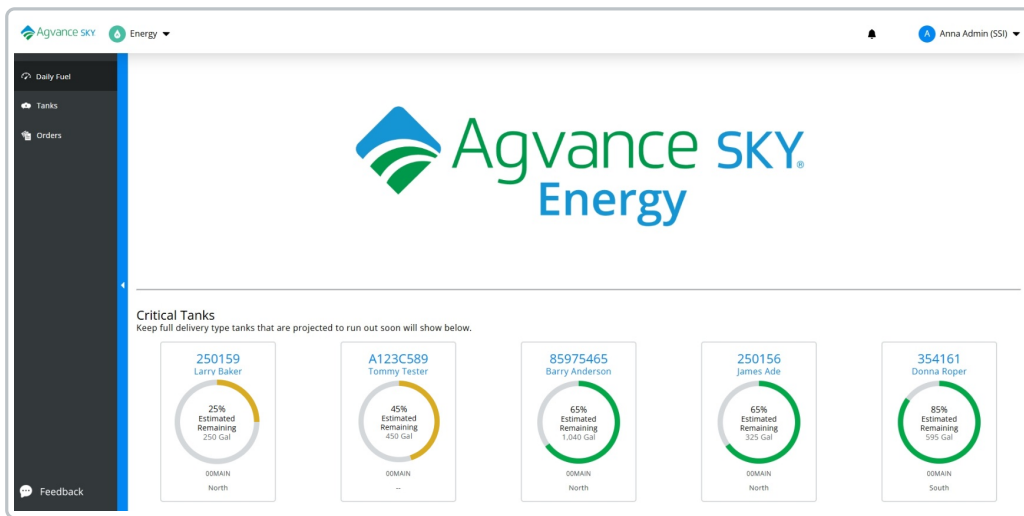 Agvance SKY
Energy
A
Anna Admin (SSI)
Daily Fuel
Tanks
Orders
Agvance SKY®
Energy
Critical Tanks
Keep full delivery type tanks that are projected to run out soon will show below.
250159
Larry Baker
25%
Estimated
Remaining
250 Gal
00MAIN
North
A123C589
Tommy Tester
45%
Estimated
Remaining
450 Gal
00MAIN
--
85975465
Barry Anderson
65%
Estimated
Remaining
1,040 Gal
00MAIN
North
250156
James Ade
65%
Estimated
Remaining
325 Gal
00MAIN
North
354161
Donna Roper
85%
Estimated
Remaining
595 Gal
00MAIN
South
Feedback